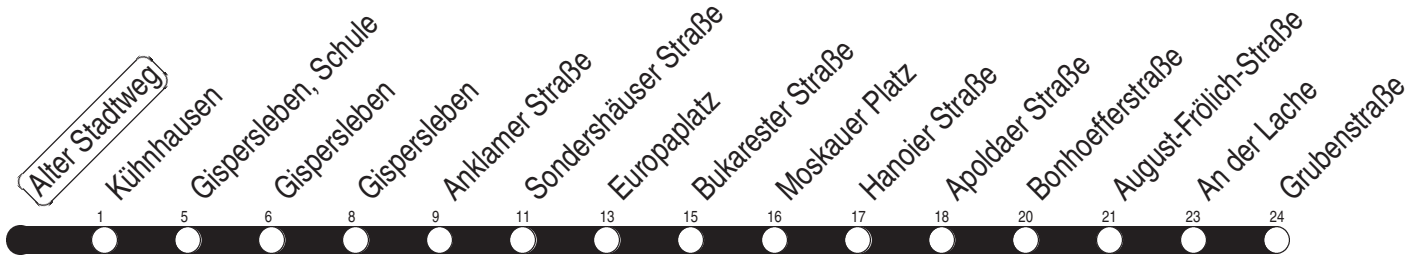 Alter Stadtweg
Kühnhausen
Gispersleben, Schule
Gispersleben
Gispersleben
Anklamer Straße
Sondershäuser Straße
Europaplatz
Bukarester Straße
Moskauer Platz
Hanoier Straße
Apoldaer Straße
Bonhoefferstraße
August-Frölich-Straße
An der Lache
Grubenstraße
1 5 6 8 9 11 13 15 16 17 18 20 21 23 24